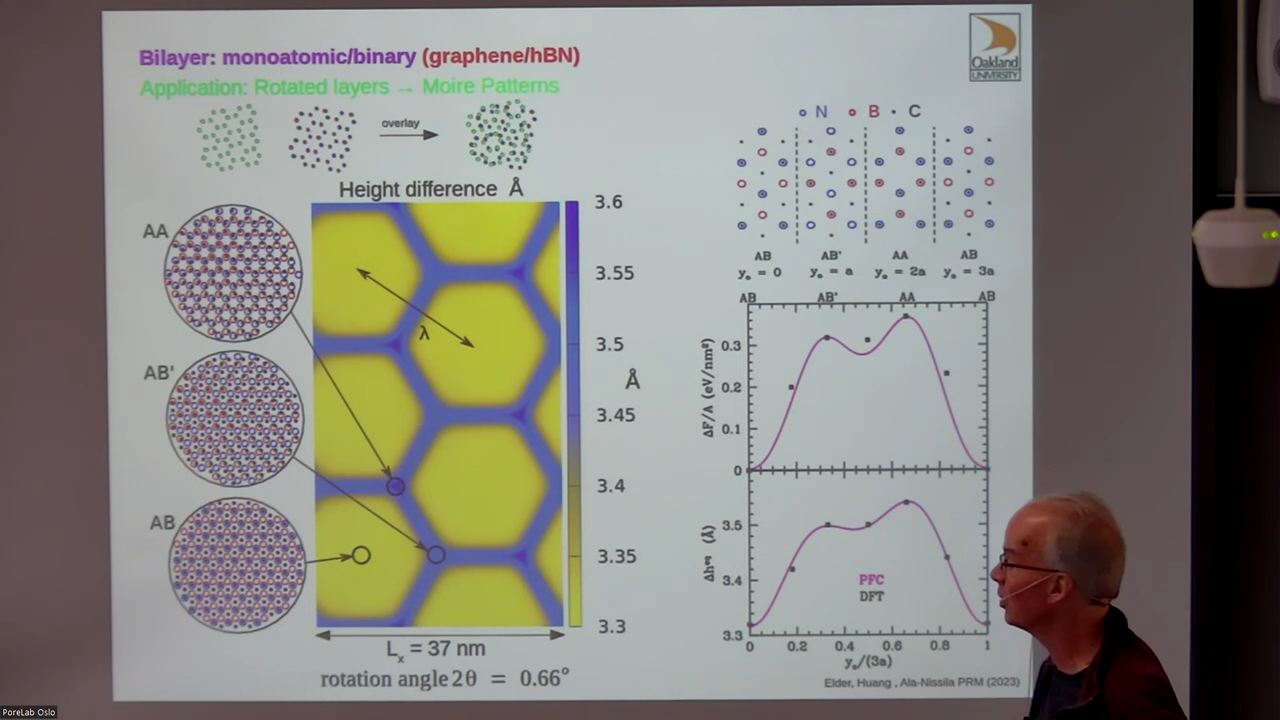 Bilayer: monoatomic/binary (graphene/hBN)
Application: Rotated layers → Moire Patterns
Oakland
UNIVERSITY
overlay
Height difference Å
AA
AB'
AB
λ
3.6
3.55
3.5
3.45
3.4
3.35
3.3
Å
Lx = 37 nm
rotation angle 2θ = 0.66°
N B C
AB AB' AA AB
y₀ = 0 y₀ = a y₀ = 2a y₀ = 3a
AB AB' AA AB
ΔF/A (eV/nm²)
0.3
0.2
0.1
0
Δh^eq (Å)
3.5
3.4
3.3
PFC
DFT
0 0.2 0.4 0.6 0.8 1
y₀/(3a)
Elder, Huang , Ala-Nissila PRM (2023)
PoreLab Oslo